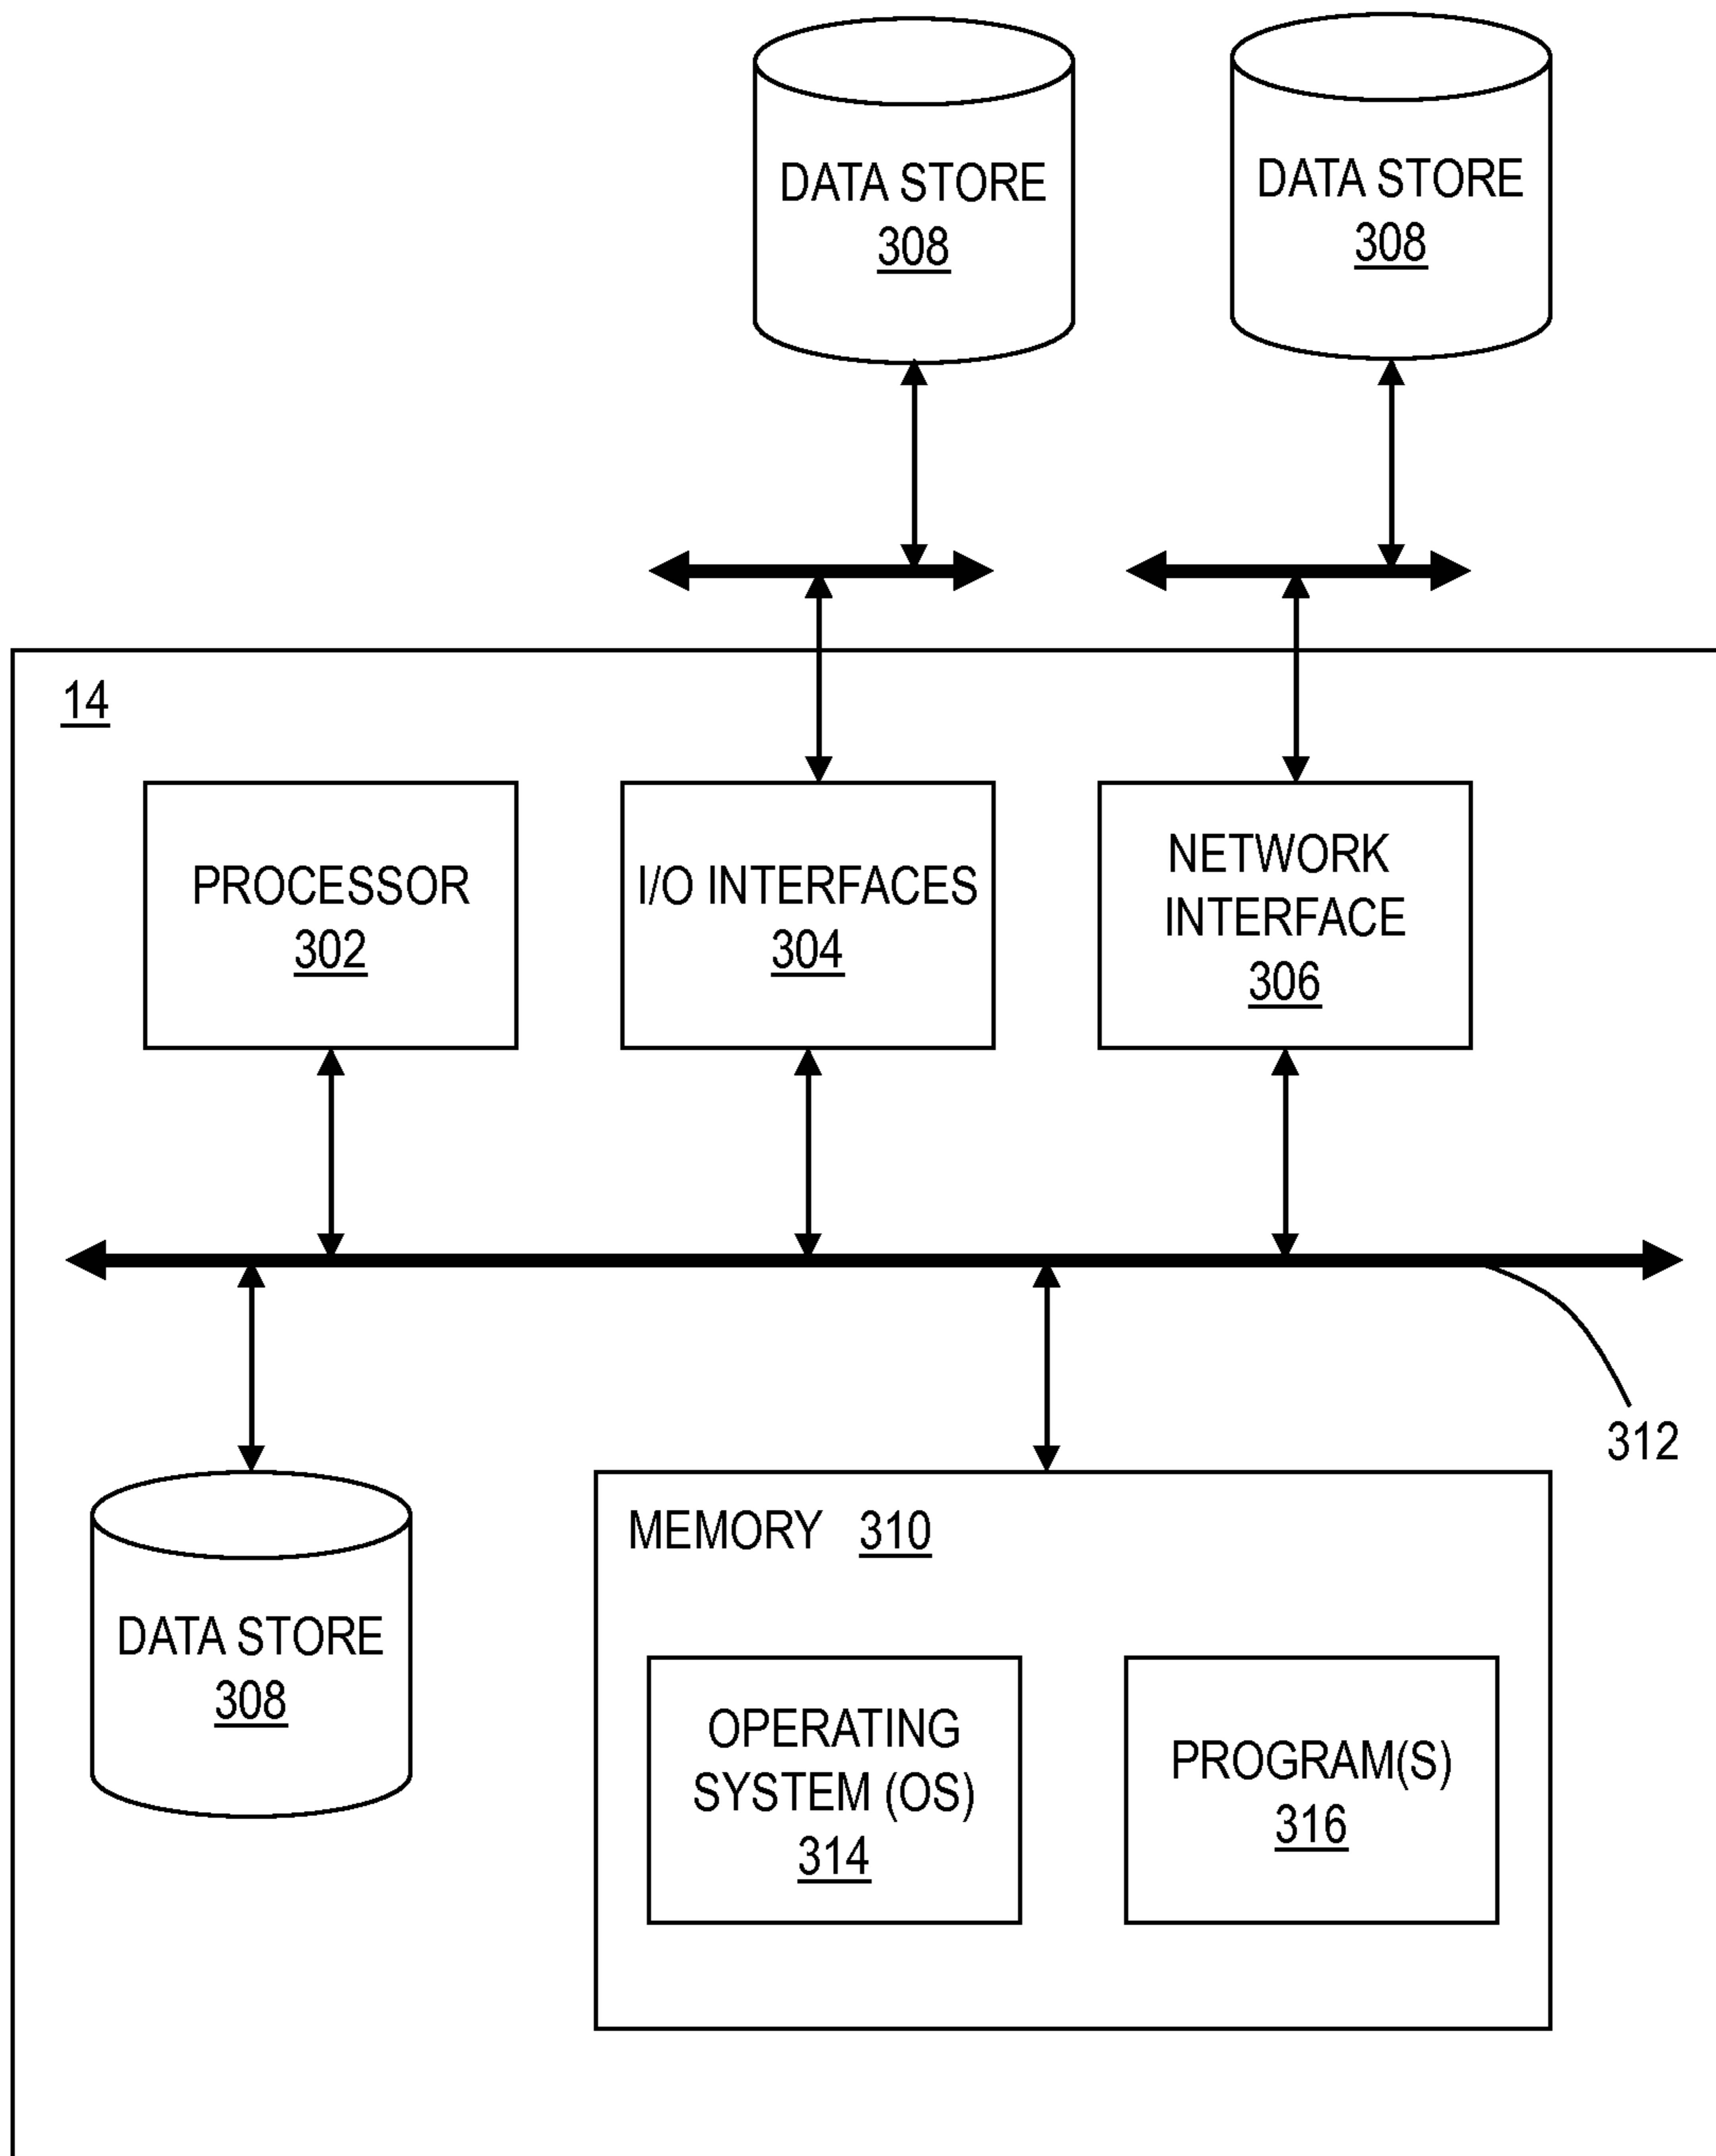 DATA STORE
308
DATA STORE
308
14
PROCESSOR
302
I/O INTERFACES
304
NETWORK
INTERFACE
306
312
DATA STORE
308
MEMORY 310
OPERATING
SYSTEM (OS)
314
PROGRAM(S)
316